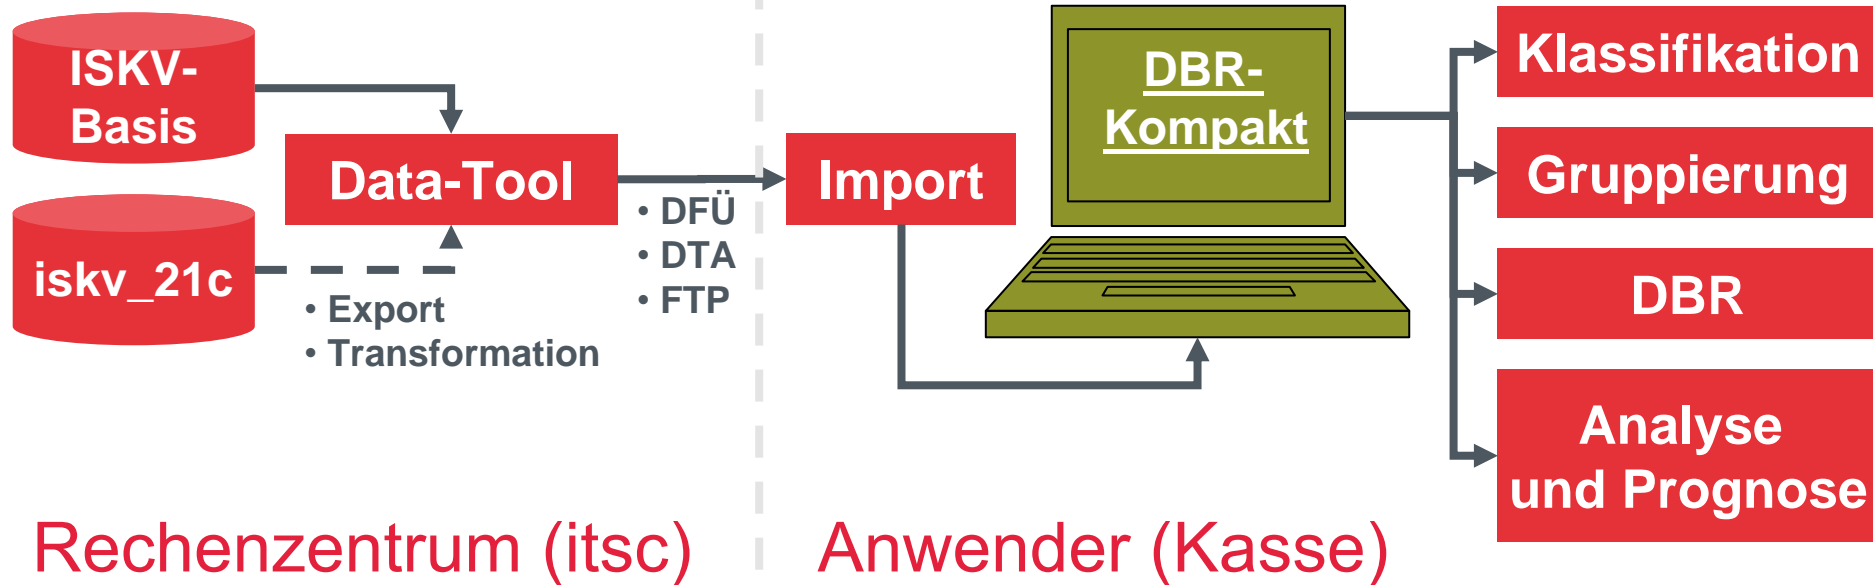 ISKV-
Basis
iskv_21c
Data-Tool
• Export
• Transformation
• DFÜ
• DTA
• FTP
Rechenzentrum (itsc)
Import
DBR-
Kompakt
Klassifikation
Gruppierung
DBR
Analyse
und Prognose
Anwender (Kasse)